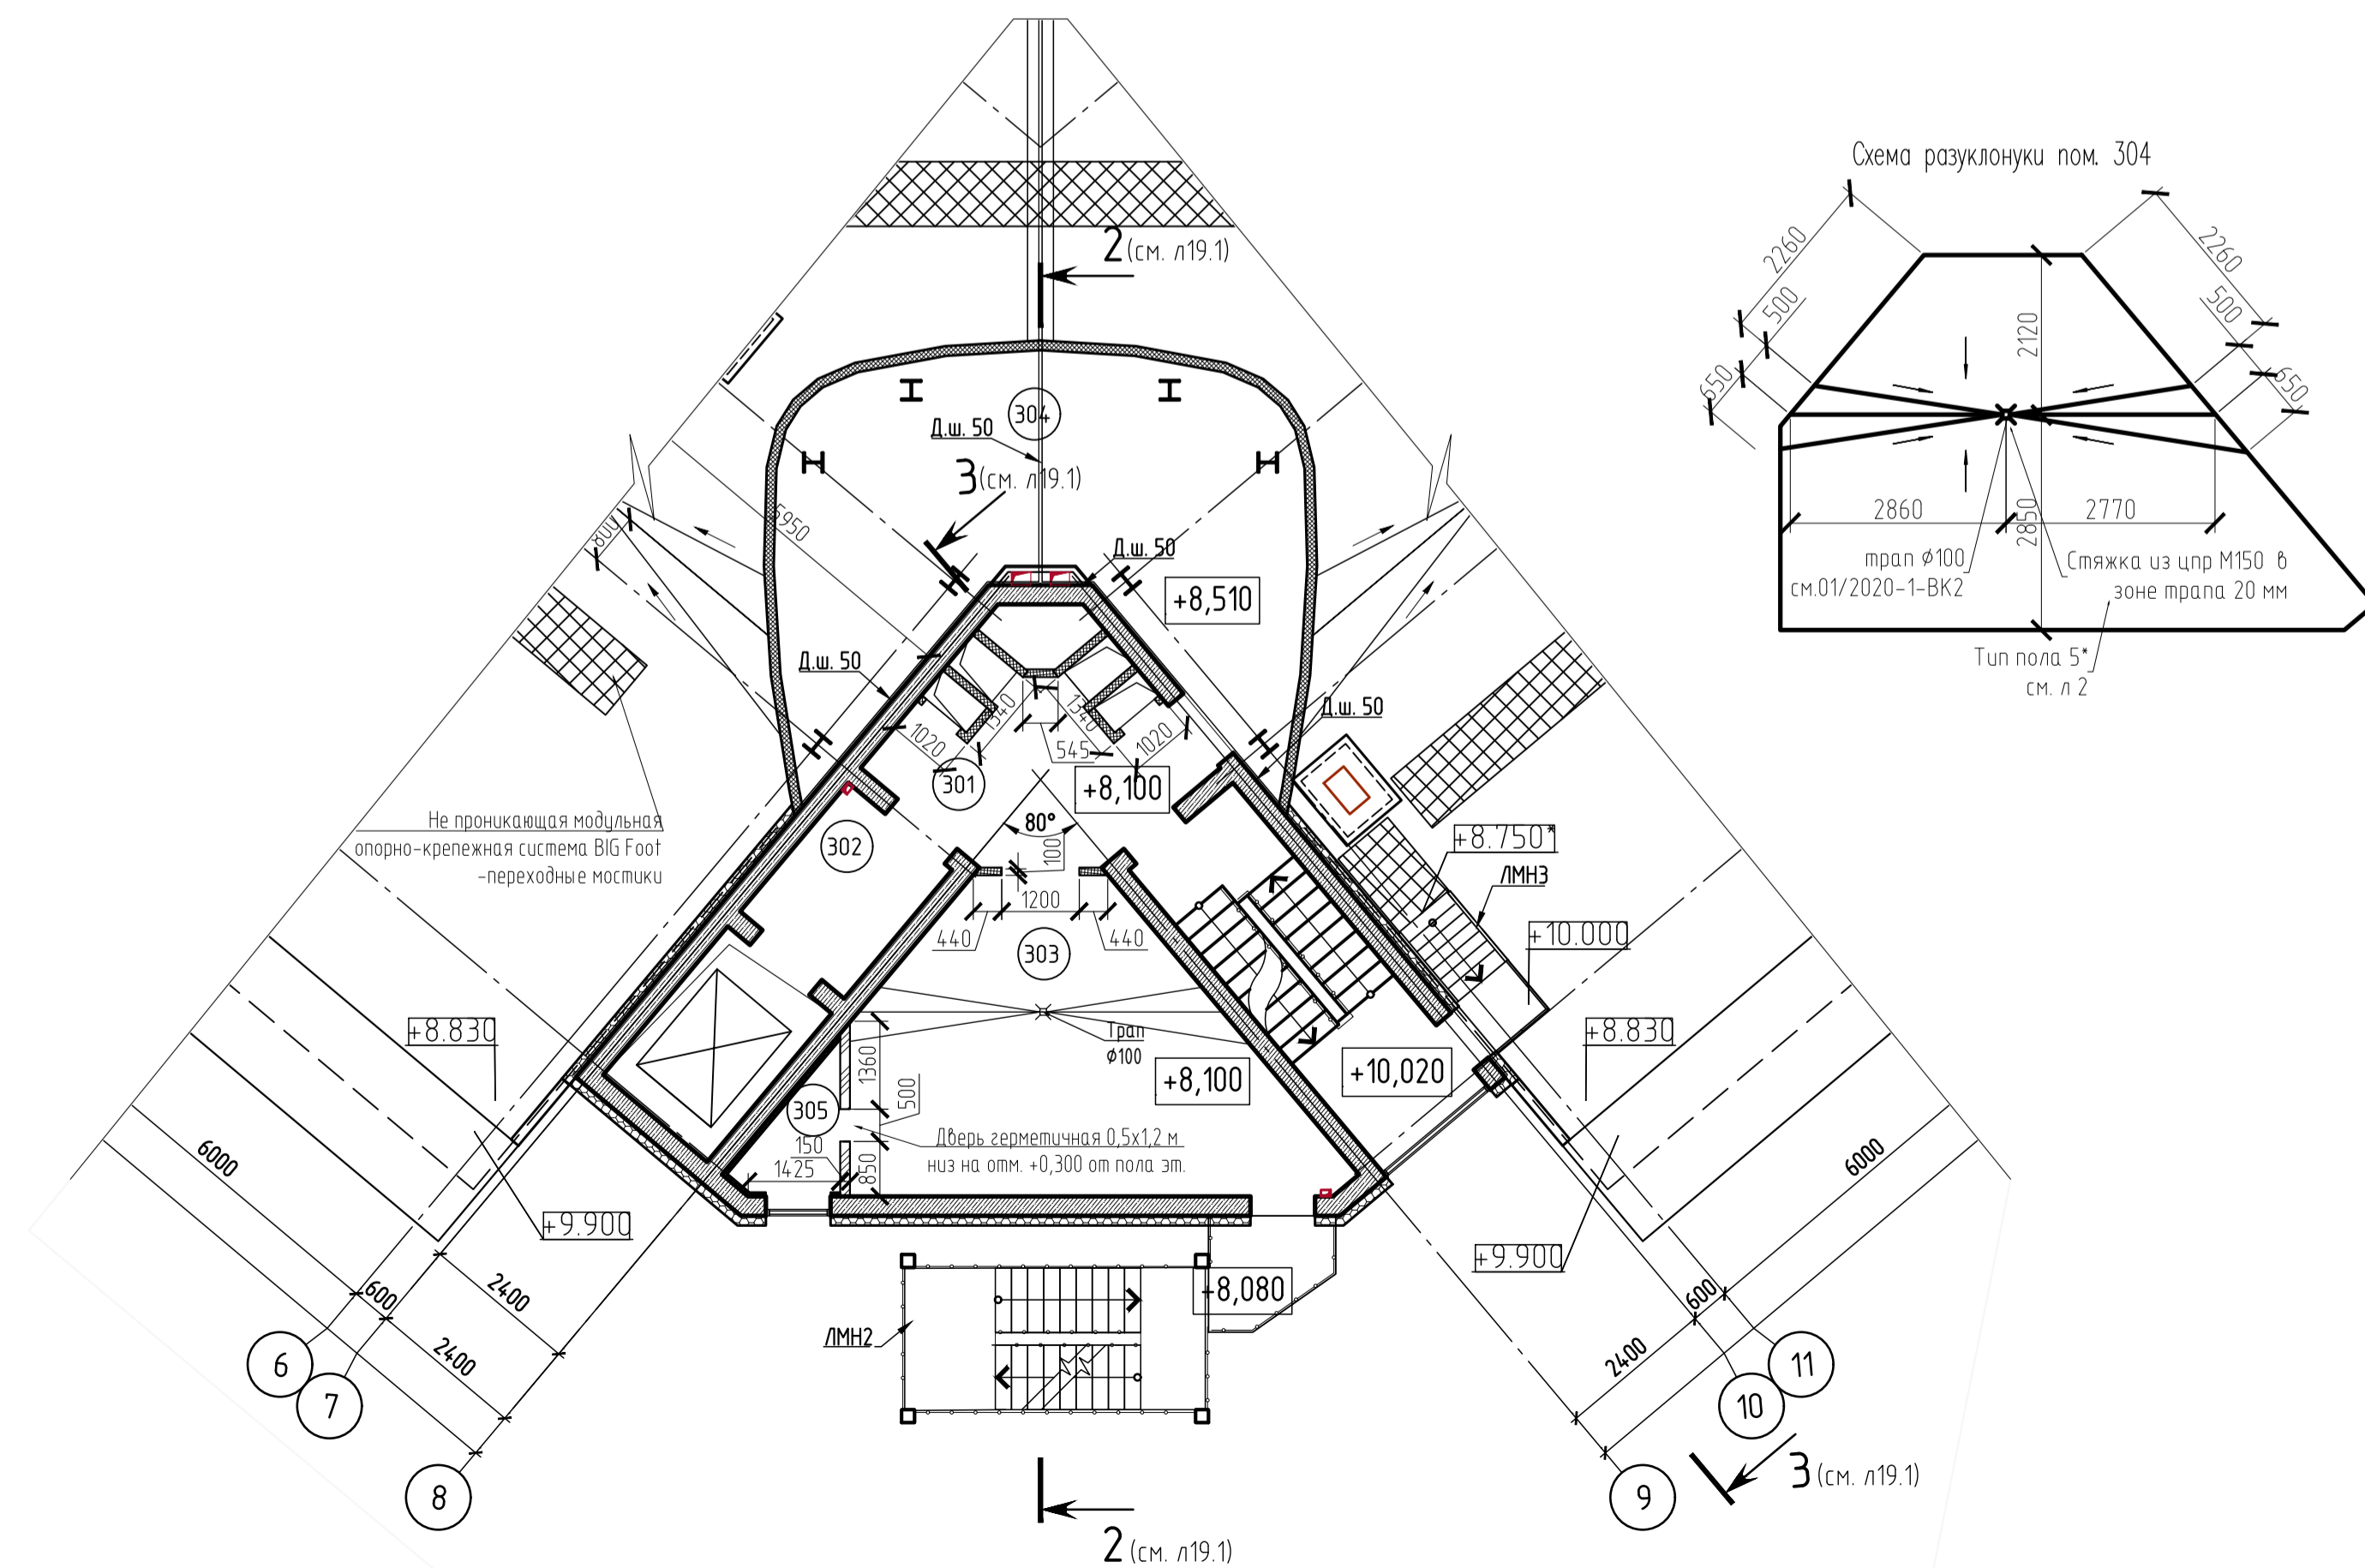 Схема разуклонуки пом. 304
2260
500
650
2120
2260
500
650
2860
2850
2770
трап ⌀100
см.01/2020-1-ВК2
Стяжка из цпр М150 в
зоне трапа 20 мм
Тип пола 5*
см. л 2
2 (см. л19.1)
304
Д.ш. 50
3 (см. л19.1)
5950
800
Д.ш. 50
+8,510
Д.ш. 50
Д.ш. 50
1340
1340
1020
1020
545
301
+8,100
302
80°
100
Не проникающая модульная
опорно-крепежная система BIG Foot
-переходные мостики
+8.750*
ЛМН3
1200
440
440
303
+10.000
+8.830
+8.830
Трап
⌀100
1360
500
+8,100
+10,020
305
Дверь герметичная 0,5х1,2 м
низ на отм. +0,300 от пола эт.
150
1425
850
6000
6000
+9.900
+9.900
600
2400
2400
600
2400
+8,080
ЛМН2
6
7
8
9
10
11
3 (см. л19.1)
2 (см. л19.1)